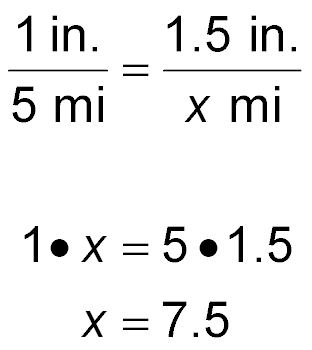 1 in. / 5 mi = 1.5 in. / x mi
1 • x = 5 • 1.5
x = 7.5